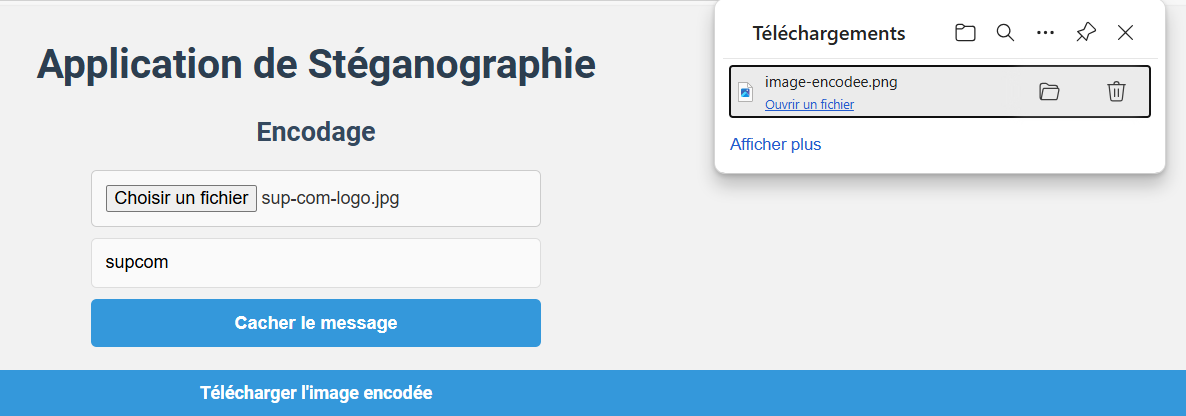 Application de Stéganographie
Encodage
Choisir un fichier sup-com-logo.jpg
supcom
Cacher le message
Télécharger l'image encodée
Téléchargements
image-encodee.png
Ouvrir un fichier
Afficher plus